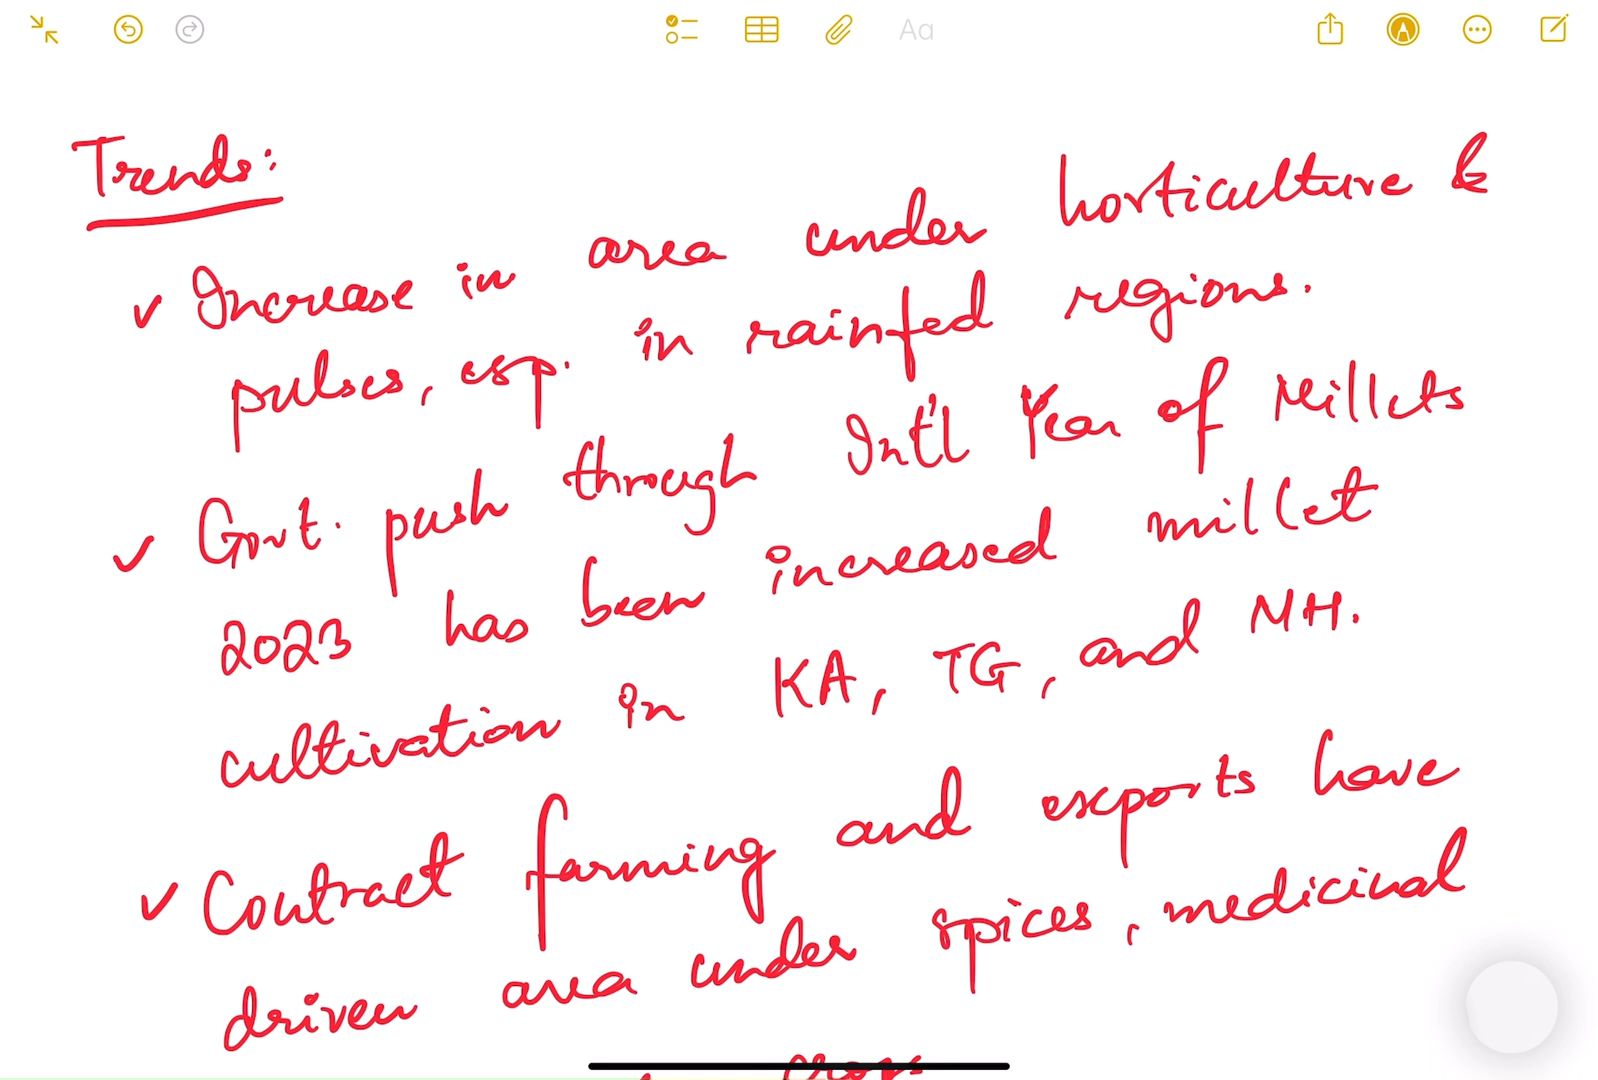 Aa
Trends:
✓ Increase in area under horticulture &
pulses, esp. in rainfed regions.
✓ Govt. push through Int'l Year of Millets
2023 has been increased millet
cultivation in KA, TG, and MH.
✓ Contract farming and exports have
driven area under spices, medicinal
crops